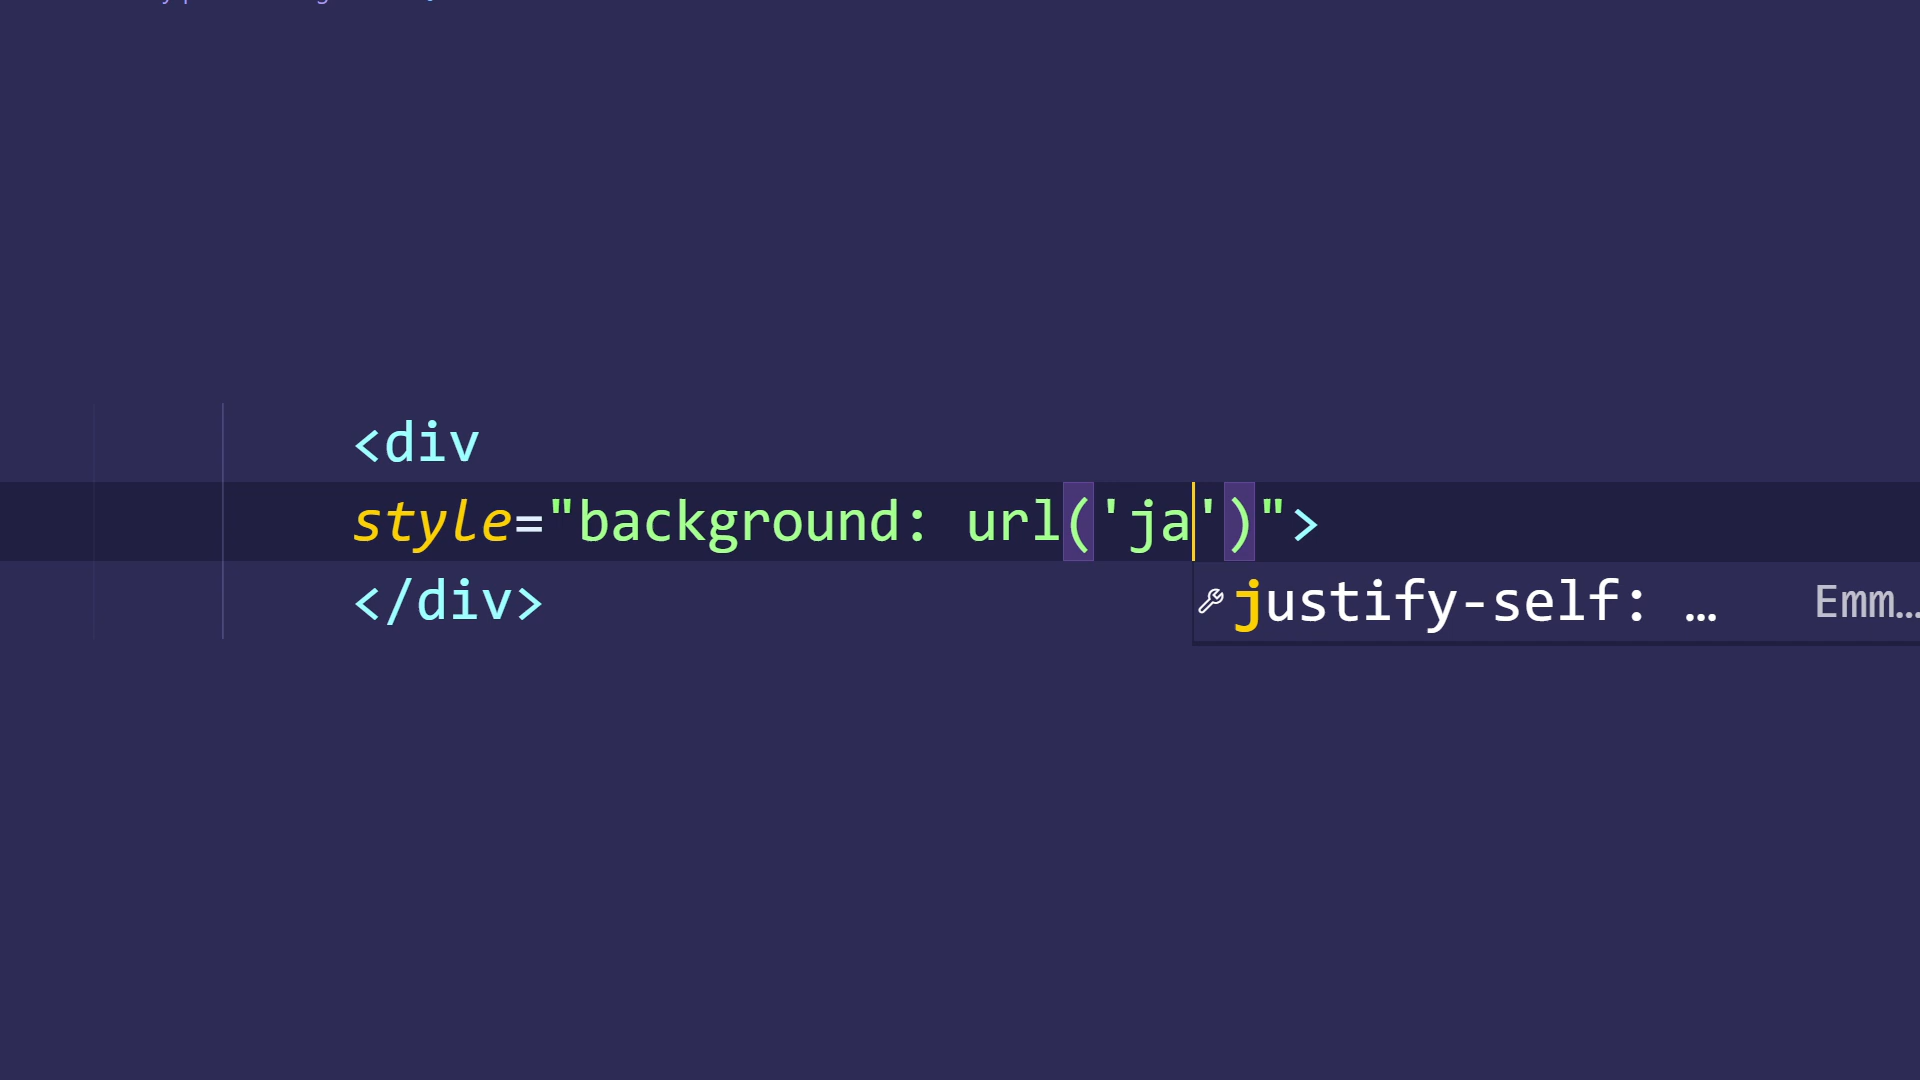 <div
style="background: url('ja')">
</div>
justify-self: … Emm…